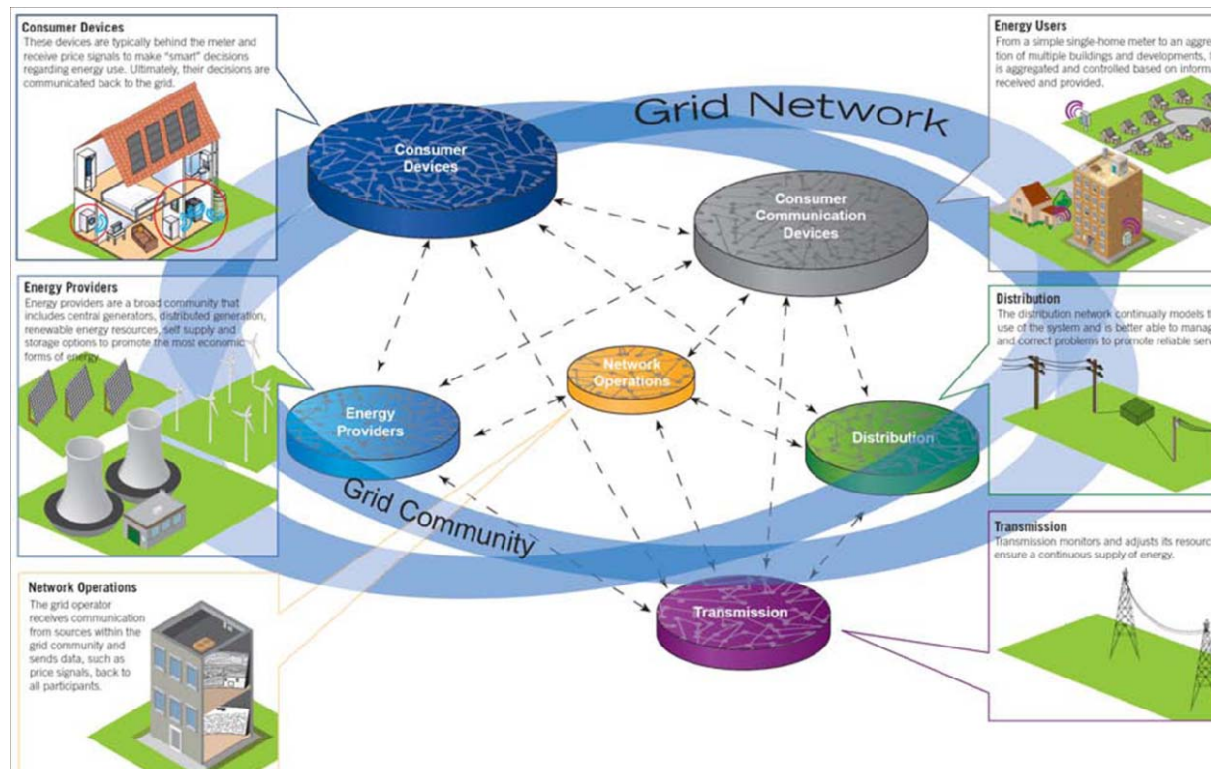 Consumer Devices
These devices are typically behind the meter and
receive price signals to make “smart” decisions
regarding energy use. Ultimately, their decisions are
communicated back to the grid.
Energy Users
From a simple single-home meter to an aggre
tion of multiple buildings and developments,
is aggregated and controlled based on inform
received and provided.
Grid Network
Consumer
Devices
Consumer
Communication
Devices
Energy Providers
Energy providers are a broad community that
includes central generators, distributed generation,
renewable energy resources, self supply and
storage options to promote the most economic
forms of energy.
Distribution
The distribution network continually models
use of the system and is better able to manag
and correct problems to promote reliable serv
Network
Operations
Energy
Providers
Distribution
Grid Community
Transmission
Transmission monitors and adjusts its resourc
ensure a continuous supply of energy.
Network Operations
The grid operator
receives communication
from sources within the
grid community and
sends data, such as
price signals, back to
all participants.
Transmission